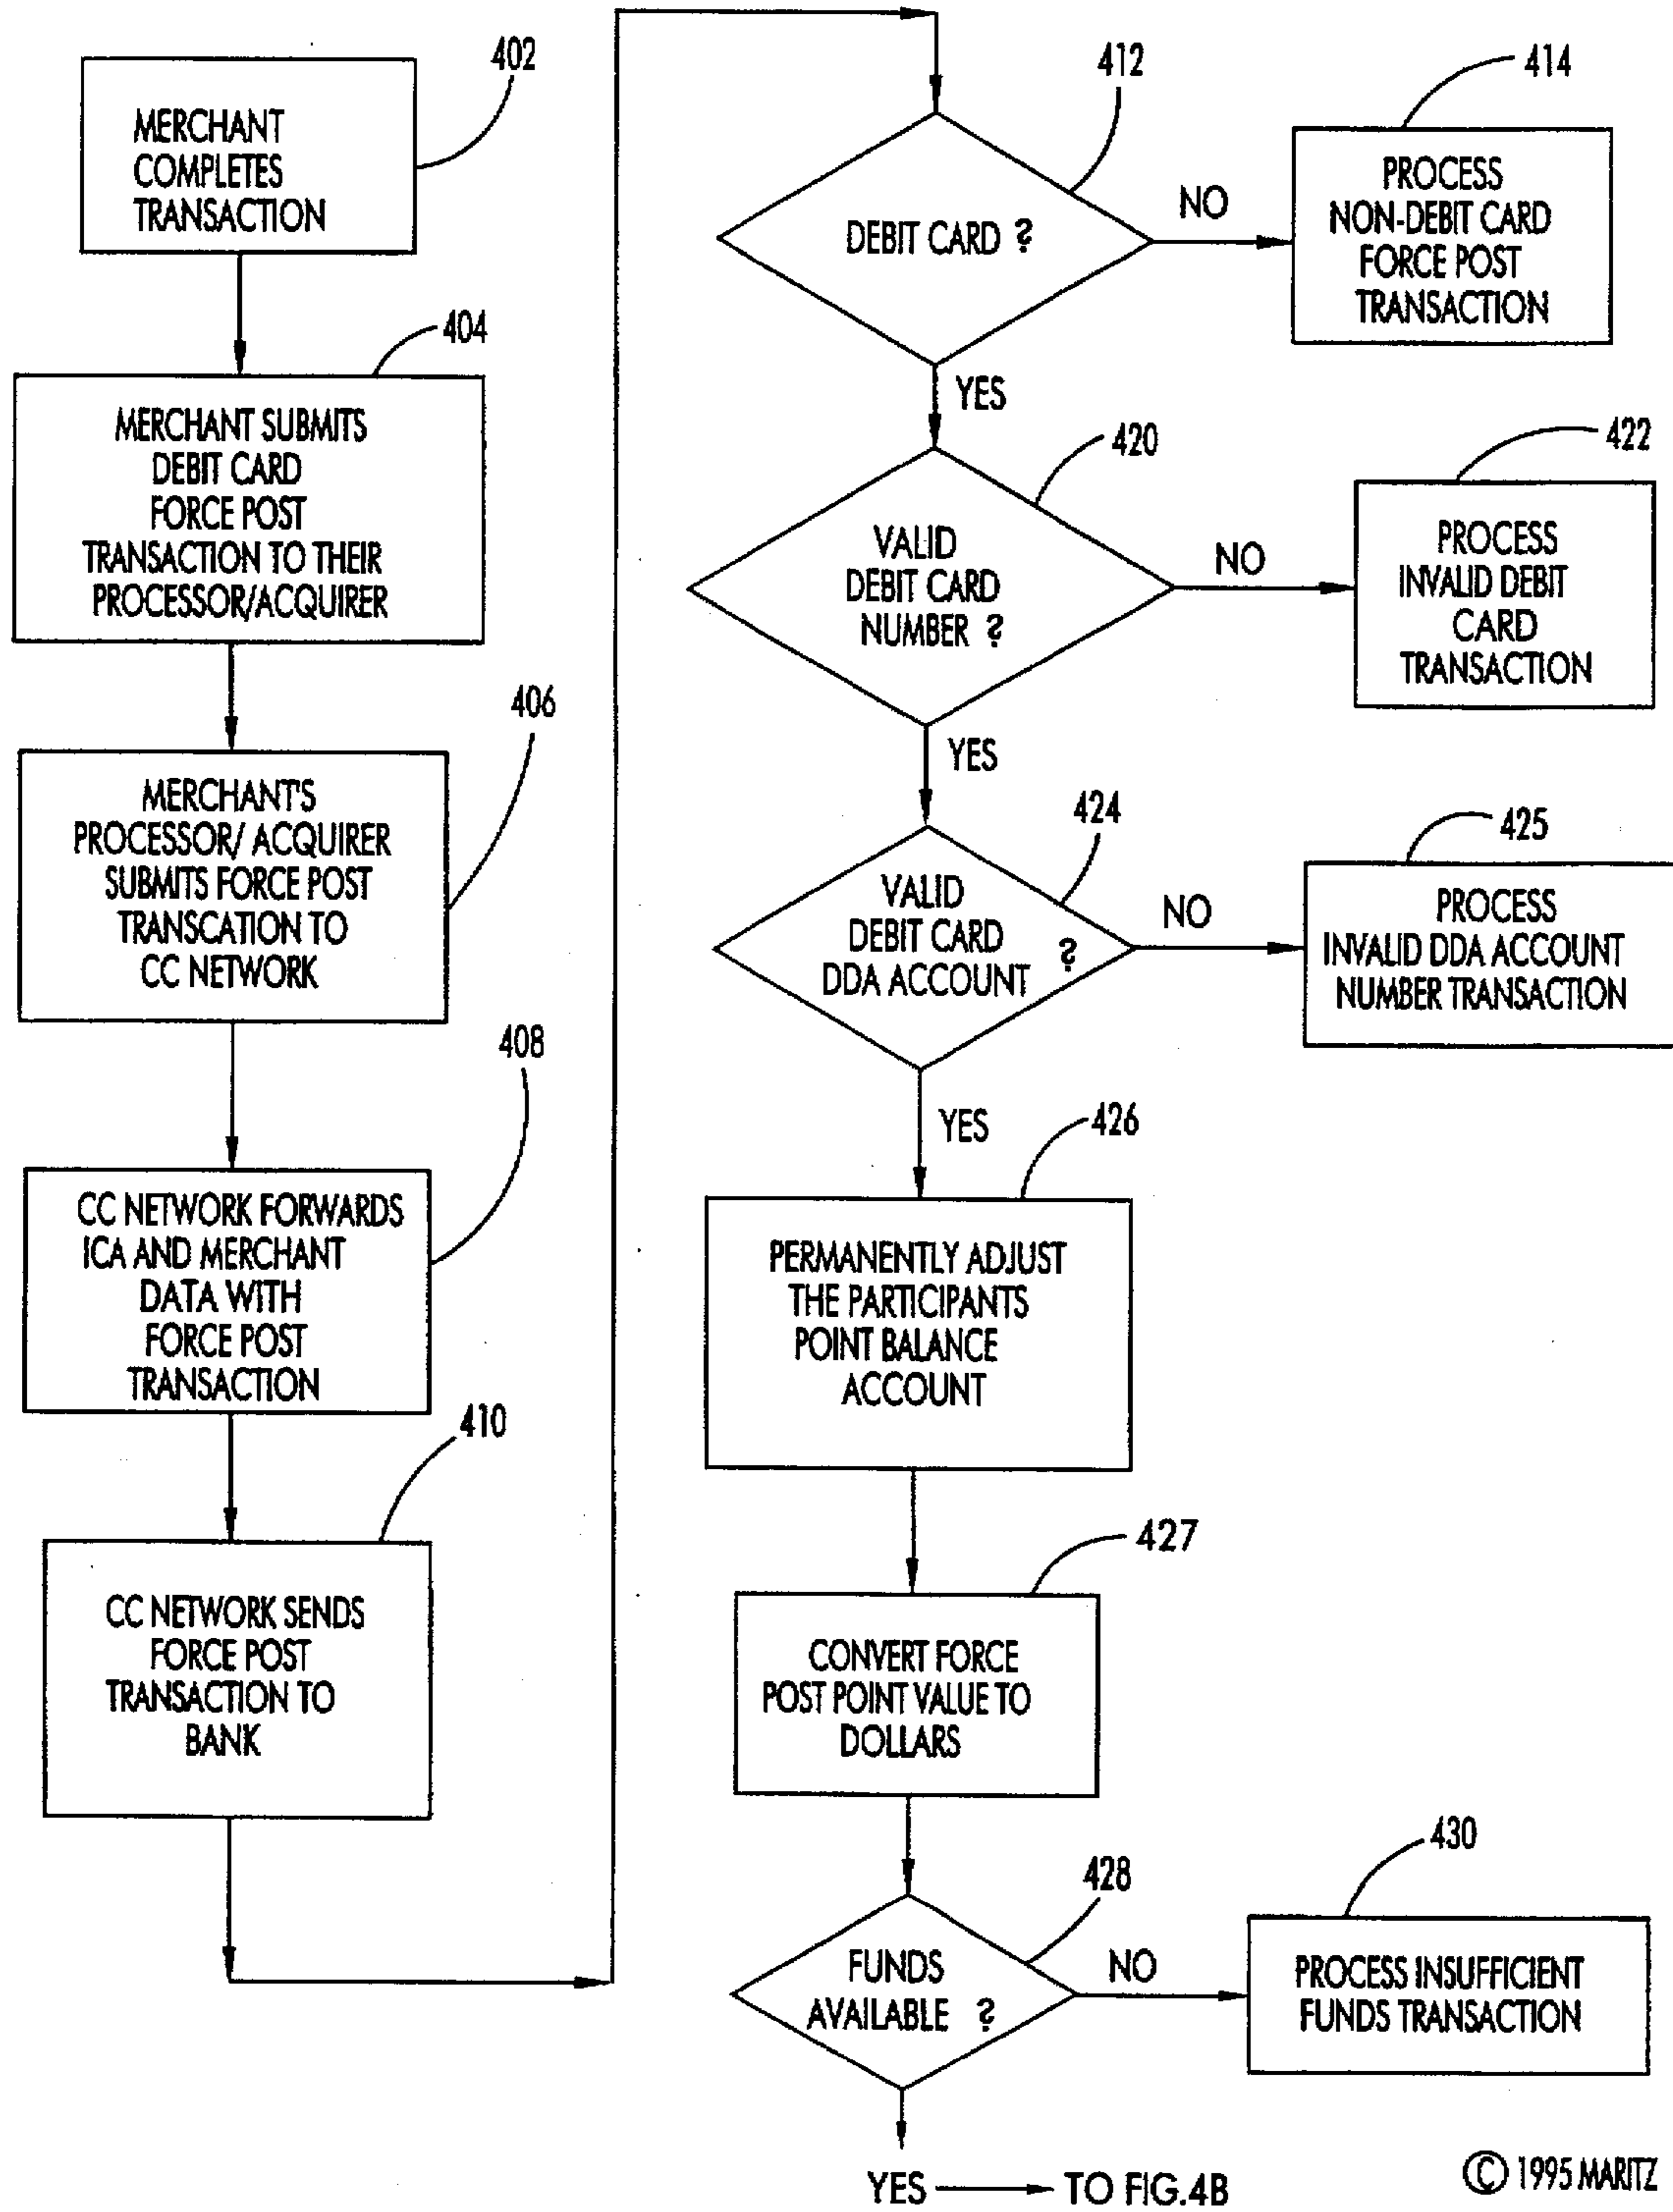 402
MERCHANT
COMPLETES
TRANSACTION
404
MERCHANT SUBMITS
DEBIT CARD
FORCE POST
TRANSACTION TO THEIR
PROCESSOR/ACQUIRER
406
MERCHANT'S
PROCESSOR/ ACQUIRER
SUBMITS FORCE POST
TRANSCATION TO
CC NETWORK
408
CC NETWORK FORWARDS
ICA AND MERCHANT
DATA WITH
FORCE POST
TRANSACTION
410
CC NETWORK SENDS
FORCE POST
TRANSACTION TO
BANK
412
DEBIT CARD ?
NO
414
PROCESS
NON-DEBIT CARD
FORCE POST
TRANSACTION
YES
420
VALID
DEBIT CARD
NUMBER ?
NO
422
PROCESS
INVALID DEBIT
CARD
TRANSACTION
YES
424
VALID
DEBIT CARD
DDA ACCOUNT ?
NO
425
PROCESS
INVALID DDA ACCOUNT
NUMBER TRANSACTION
YES
426
PERMANENTLY ADJUST
THE PARTICIPANTS
POINT BALANCE
ACCOUNT
427
CONVERT FORCE
POST POINT VALUE TO
DOLLARS
428
FUNDS
AVAILABLE ?
NO
430
PROCESS INSUFFICIENT
FUNDS TRANSACTION
YES → TO FIG.4B
© 1995 MARITZ